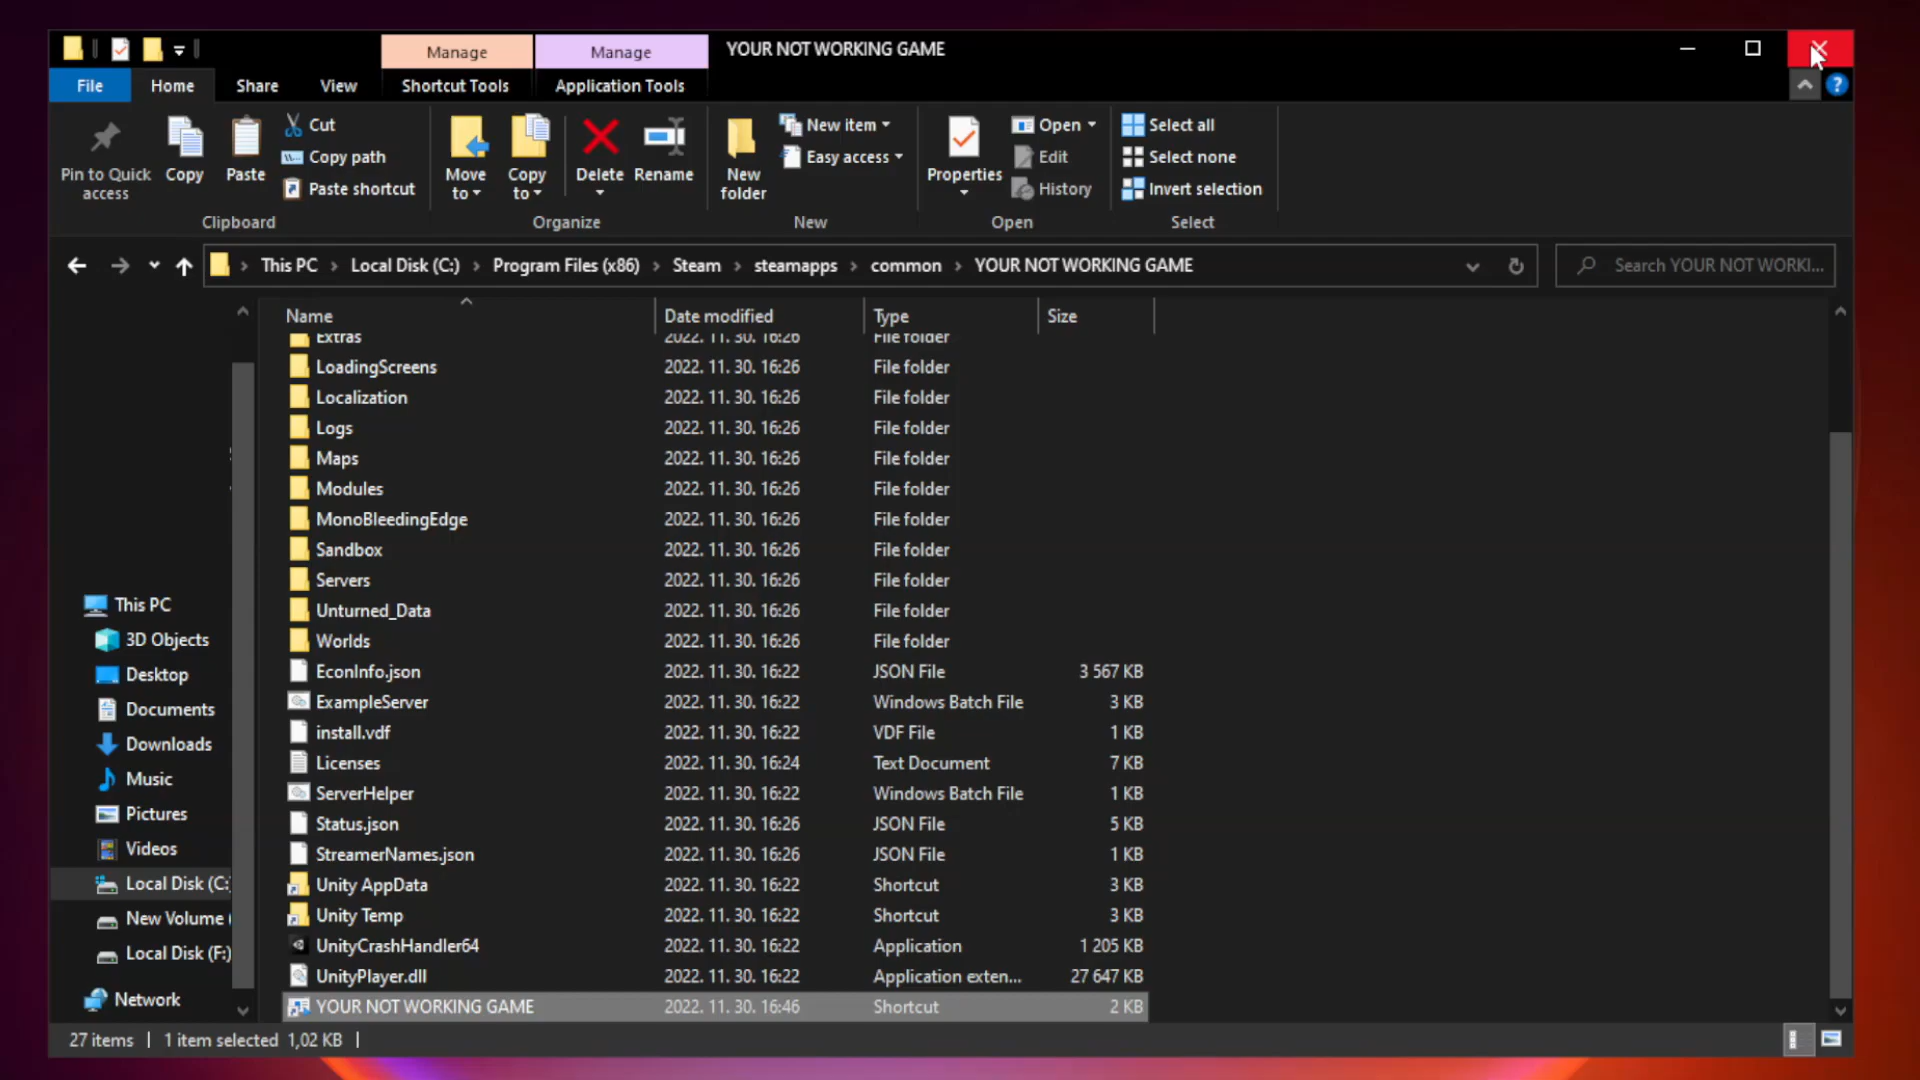 Manage
Manage
YOUR NOT WORKING GAME
File
Home
Share
View
Shortcut Tools
Application Tools
Pin to Quick access
Copy
Paste
Cut
Copy path
Paste shortcut
Clipboard
Move to
Copy to
Delete
Rename
Organize
New folder
New item
Easy access
New
Properties
Open
Edit
History
Open
Select all
Select none
Invert selection
Select
This PC
Local Disk (C:)
Program Files (x86)
Steam
steamapps
common
YOUR NOT WORKING GAME
Search YOUR NOT WORKI...
Name Date modified Type Size
Extras 2022. 11. 30. 16:26 File folder
LoadingScreens 2022. 11. 30. 16:26 File folder
Localization 2022. 11. 30. 16:26 File folder
Logs 2022. 11. 30. 16:26 File folder
Maps 2022. 11. 30. 16:26 File folder
Modules 2022. 11. 30. 16:26 File folder
MonoBleedingEdge 2022. 11. 30. 16:26 File folder
Sandbox 2022. 11. 30. 16:26 File folder
Servers 2022. 11. 30. 16:26 File folder
Unturned_Data 2022. 11. 30. 16:26 File folder
Worlds 2022. 11. 30. 16:26 File folder
EconInfo.json 2022. 11. 30. 16:22 JSON File 3 567 KB
ExampleServer 2022. 11. 30. 16:22 Windows Batch File 3 KB
install.vdf 2022. 11. 30. 16:22 VDF File 1 KB
Licenses 2022. 11. 30. 16:24 Text Document 7 KB
ServerHelper 2022. 11. 30. 16:22 Windows Batch File 1 KB
Status.json 2022. 11. 30. 16:26 JSON File 5 KB
StreamerNames.json 2022. 11. 30. 16:26 JSON File 1 KB
Unity AppData 2022. 11. 30. 16:22 Shortcut 3 KB
Unity Temp 2022. 11. 30. 16:22 Shortcut 3 KB
UnityCrashHandler64 2022. 11. 30. 16:22 Application 1 205 KB
UnityPlayer.dll 2022. 11. 30. 16:22 Application exten... 27 647 KB
YOUR NOT WORKING GAME 2022. 11. 30. 16:46 Shortcut 2 KB
This PC
3D Objects
Desktop
Documents
Downloads
Music
Pictures
Videos
Local Disk (C:)
New Volume (
Local Disk (F:)
Network
27 items 1 item selected 1,02 KB